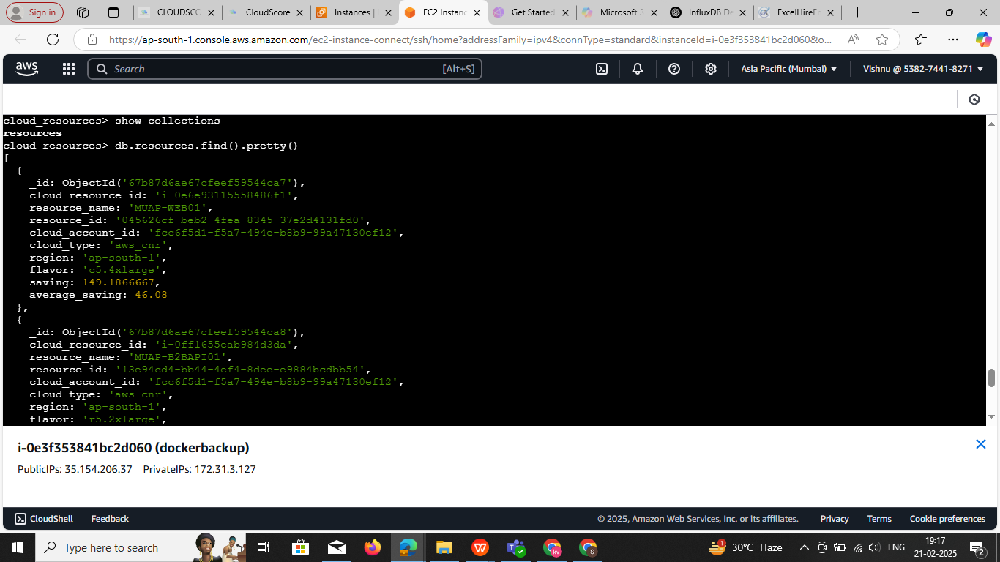 Sign in
CLOUDSCO
CloudScore
Instances |
EC2 Instanc
Get Started
Microsoft 3
InfluxDB De
ExcelHireEn
https://ap-south-1.console.aws.amazon.com/ec2-instance-connect/ssh/home?addressFamily=ipv4&connType=standard&instanceId=i-0e3f353841bc2d060&o...
aws
Search
[Alt+S]
Asia Pacific (Mumbai)
Vishnu @ 5382-7441-8271
cloud_resources> show collections
resources
cloud_resources> db.resources.find().pretty()
[
{
_id: ObjectId('67b87d6ae67cfeef59544ca7'),
cloud_resource_id: 'i-0e6e93115558486f1',
resource_name: 'MUAP-WEB01',
resource_id: '045626cf-beb2-4fea-8345-37e2d4131fd0',
cloud_account_id: 'fcc6f5d1-f5a7-494e-b8b9-99a47130ef12',
cloud_type: 'aws_cnr',
region: 'ap-south-1',
flavor: 'c5.4xlarge',
saving: 149.1866667,
average_saving: 46.08
},
{
_id: ObjectId('67b87d6ae67cfeef59544ca8'),
cloud_resource_id: 'i-0ff1655eab984d3da',
resource_name: 'MUAP-B2BAPI01',
resource_id: '13e94cd4-bb44-4ef4-8dee-e9884bcdbb54',
cloud_account_id: 'fcc6f5d1-f5a7-494e-b8b9-99a47130ef12',
cloud_type: 'aws_cnr',
region: 'ap-south-1',
flavor: 'r5.2xlarge',
i-0e3f353841bc2d060 (dockerbackup)
PublicIPs: 35.154.206.37 PrivateIPs: 172.31.3.127
CloudShell
Feedback
© 2025, Amazon Web Services, Inc. or its affiliates.
Privacy
Terms
Cookie preferences
Type here to search
30°C Haze
ENG
19:17
21-02-2025
2